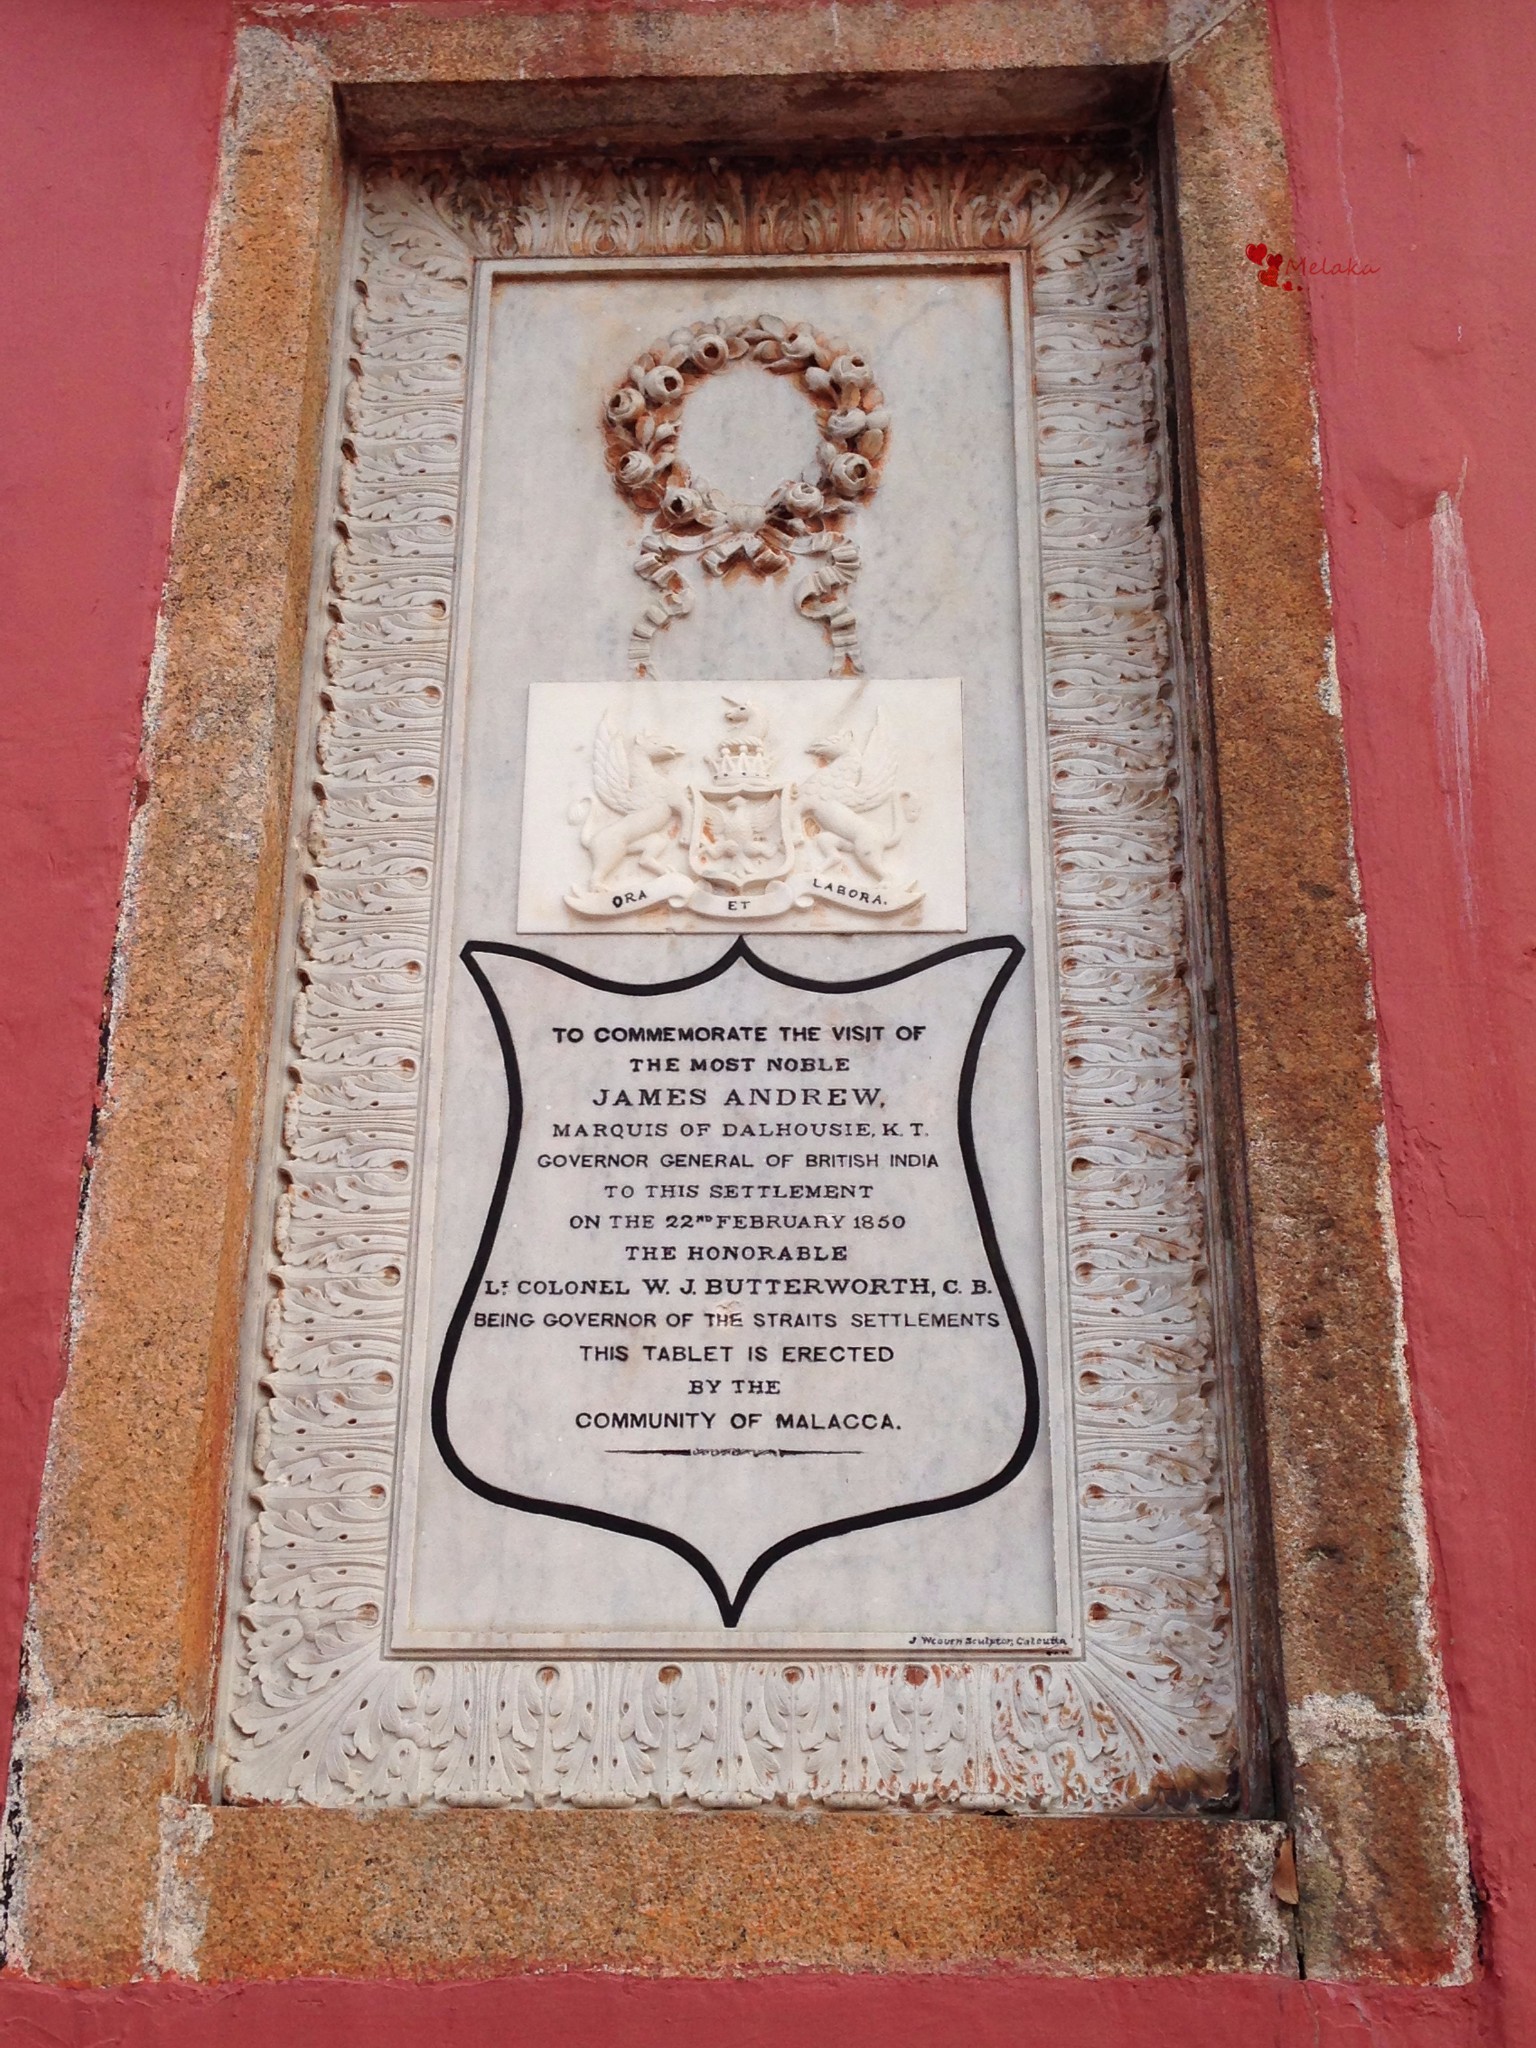 Melaka
ORA ET LABORA.
TO COMMEMORATE THE VISIT OF
THE MOST NOBLE
JAMES ANDREW,
MARQUIS OF DALHOUSIE, K. T.
GOVERNOR GENERAL OF BRITISH INDIA
TO THIS SETTLEMENT
ON THE 22ND FEBRUARY 1850
THE HONORABLE
LT COLONEL W. J. BUTTERWORTH, C. B.
BEING GOVERNOR OF THE STRAITS SETTLEMENTS
THIS TABLET IS ERECTED
BY THE
COMMUNITY OF MALACCA.
J Sculptor, Calcutta